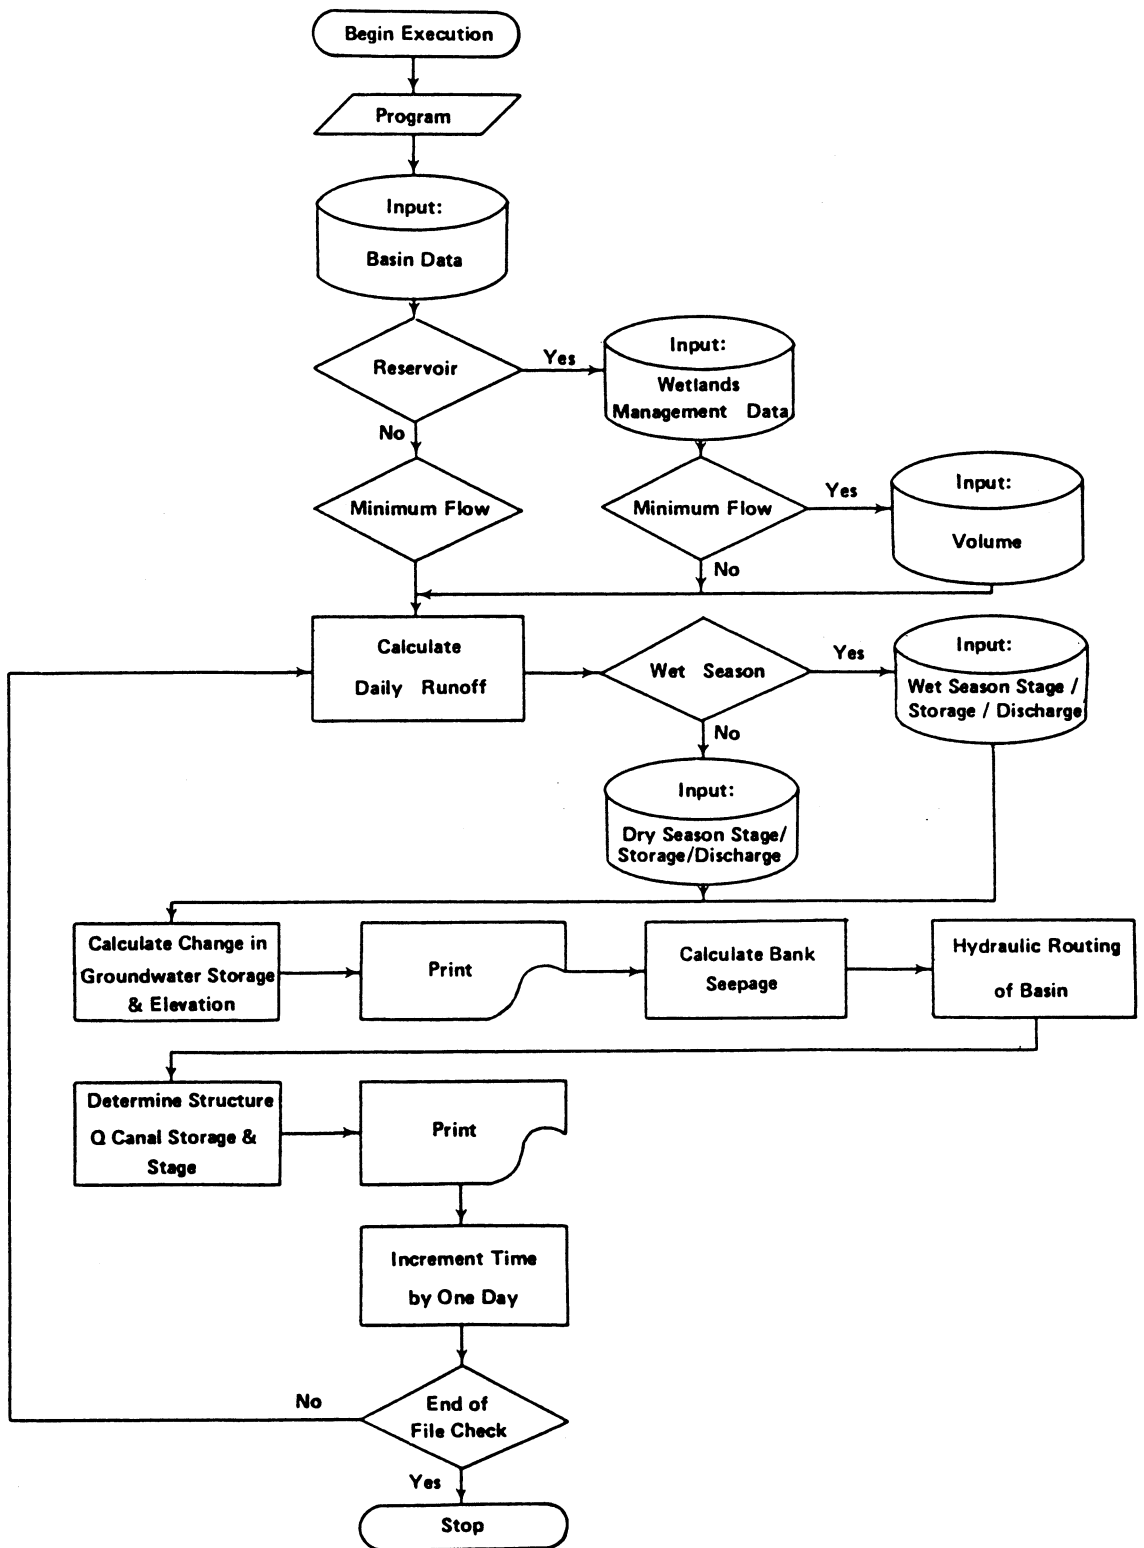 Begin Execution
Program
Input:
Basin Data
Reservoir
Yes
Input:
Wetlands
Management Data
No
Minimum Flow
Minimum Flow
Yes
Input:
Volume
No
Calculate
Daily Runoff
Wet Season
Yes
Input:
Wet Season Stage /
Storage / Discharge
No
Input:
Dry Season Stage/
Storage/Discharge
Calculate Change in
Groundwater Storage
& Elevation
Print
Calculate Bank
Seepage
Hydraulic Routing
of Basin
Determine Structure
Q Canal Storage &
Stage
Print
Increment Time
by One Day
No
End of
File Check
Yes
Stop